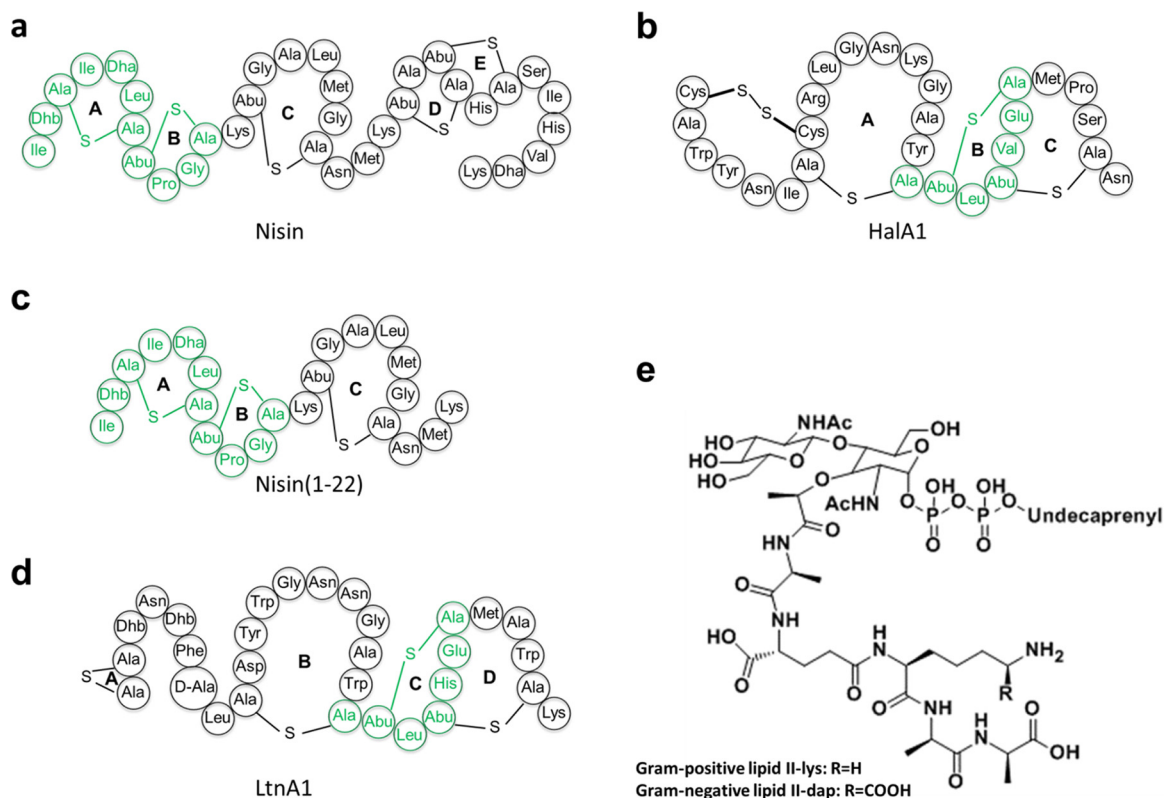 a
Ile Dhb Ala Ile Dha Leu Ala Abu Pro Gly Ala Lys Abu Gly Ala Leu Met Gly Ala Asn Met Lys Abu Ala Abu Ala His Ala Ser Ile His Val Dha Lys
A S B S C S D S E S
Nisin
b
Cys Ala Trp Tyr Asn Ile Ala Cys Arg Leu Gly Asn Lys Gly Ala Tyr Ala Abu Leu Abu Val Glu Ala Met Pro Ser Ala Asn
S S A S B S C S
HalA1
c
Ile Dhb Ala Ile Dha Leu Ala Abu Pro Gly Ala Lys Abu Gly Ala Leu Met Gly Ala Asn Met Lys
A S B S C S
Nisin(1-22)
d
Ala Ala Dhb Asn Dhb Phe D-Ala Leu Ala Asp Tyr Trp Gly Asn Asn Gly Ala Trp Ala Abu Leu Abu His Glu Ala Met Ala Trp Ala Lys
S A B S C S D S
LtnA1
e
HO NHAc O OH
HO O O
HO O AcHN O OH OH
P O P O Undecaprenyl
O O
HN O
O
NH
HO
O O H N NH2
O R
NH O
H N OH
O O
Gram-positive lipid II-lys: R=H
Gram-negative lipid II-dap: R=COOH